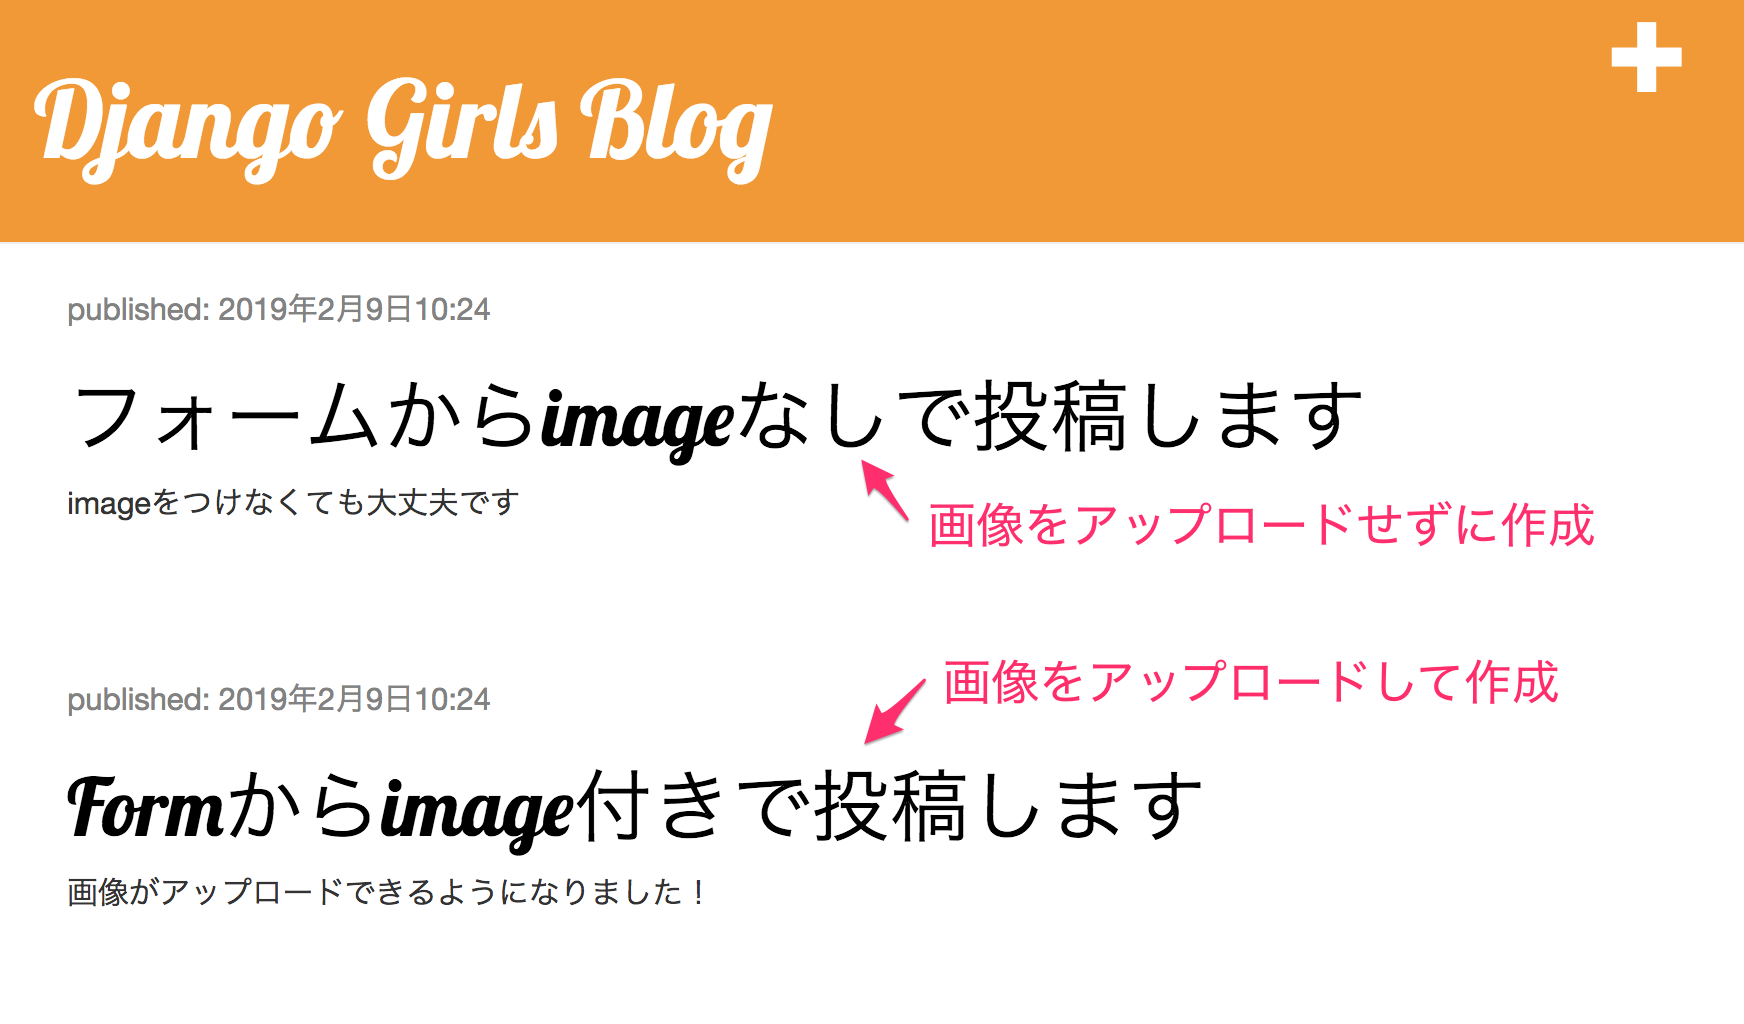 Django Girls Blog
published: 2019年2月9日10:24
フォームからimageなしで投稿します
imageをつけなくても大丈夫です
画像をアップロードせずに作成
画像をアップロードして作成
published: 2019年2月9日10:24
Formからimage付きで投稿します
画像がアップロードできるようになりました！